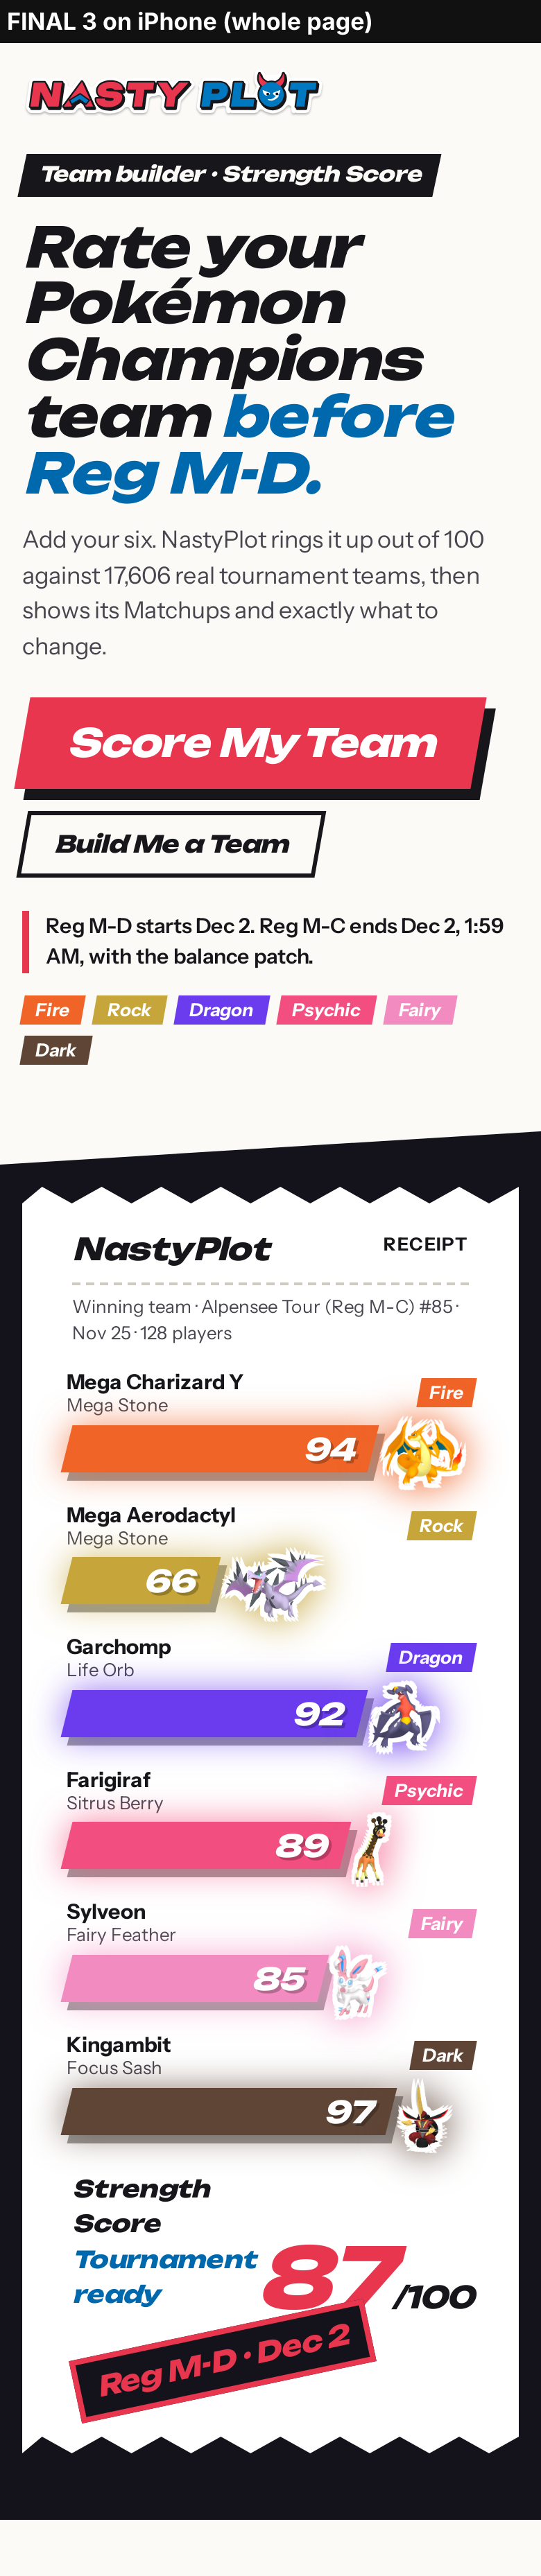 FINAL 3 on iPhone (whole page)
NASTY PLOT
Team builder · Strength Score
Rate your
Pokémon
Champions
team before
Reg M-D.
Add your six. NastyPlot rings it up out of 100
against 17,606 real tournament teams, then
shows its Matchups and exactly what to
change.
Score My Team
Build Me a Team
Reg M-D starts Dec 2. Reg M-C ends Dec 2, 1:59
AM, with the balance patch.
Fire Rock Dragon Psychic Fairy
Dark
NastyPlot RECEIPT
Winning team · Alpensee Tour (Reg M-C) #85 ·
Nov 25 · 128 players
Mega Charizard Y
Fire
Mega Stone
94
Mega Aerodactyl
Rock
Mega Stone
66
Garchomp
Dragon
Life Orb
92
Farigiraf
Psychic
Sitrus Berry
89
Sylveon
Fairy
Fairy Feather
85
Kingambit
Dark
Focus Sash
97
Strength
Score
Tournament
ready
87/100
Reg M-D · Dec 2